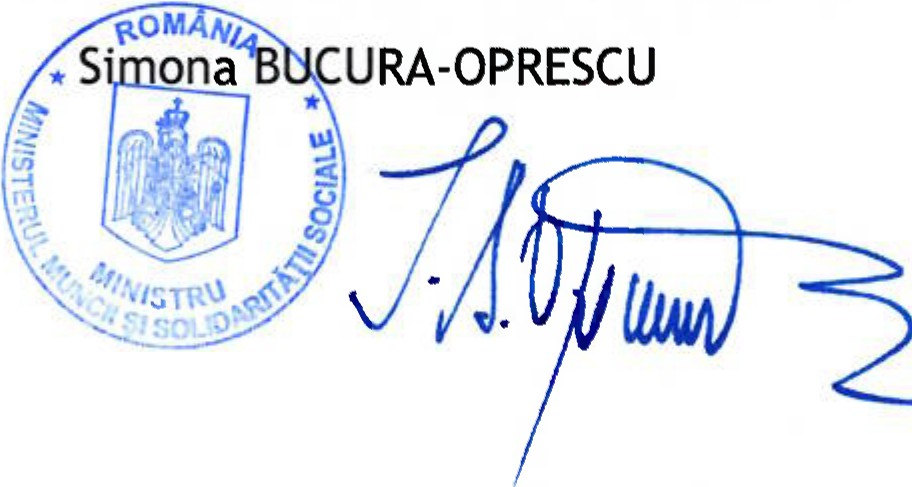 ROMÂNIA
Simona BUCURA-OPRESCU
MINISTERUL MUNCII ȘI SOLIDARITĂȚII SOCIALE
MINISTRU